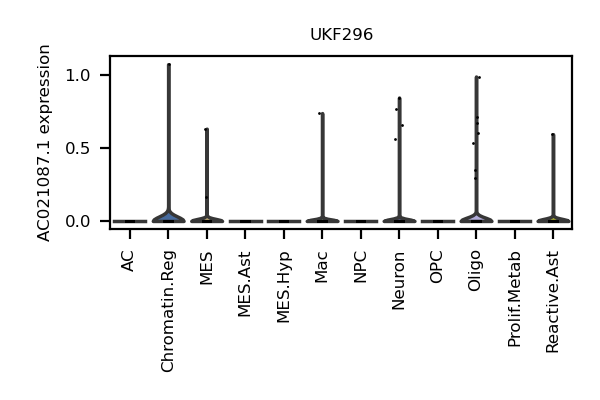 UKF296
AC021087.1 expression
1.0
0.5
0.0
AC
Chromatin.Reg
MES
MES.Ast
MES.Hyp
Mac
NPC
Neuron
OPC
Oligo
Prolif.Metab
Reactive.Ast